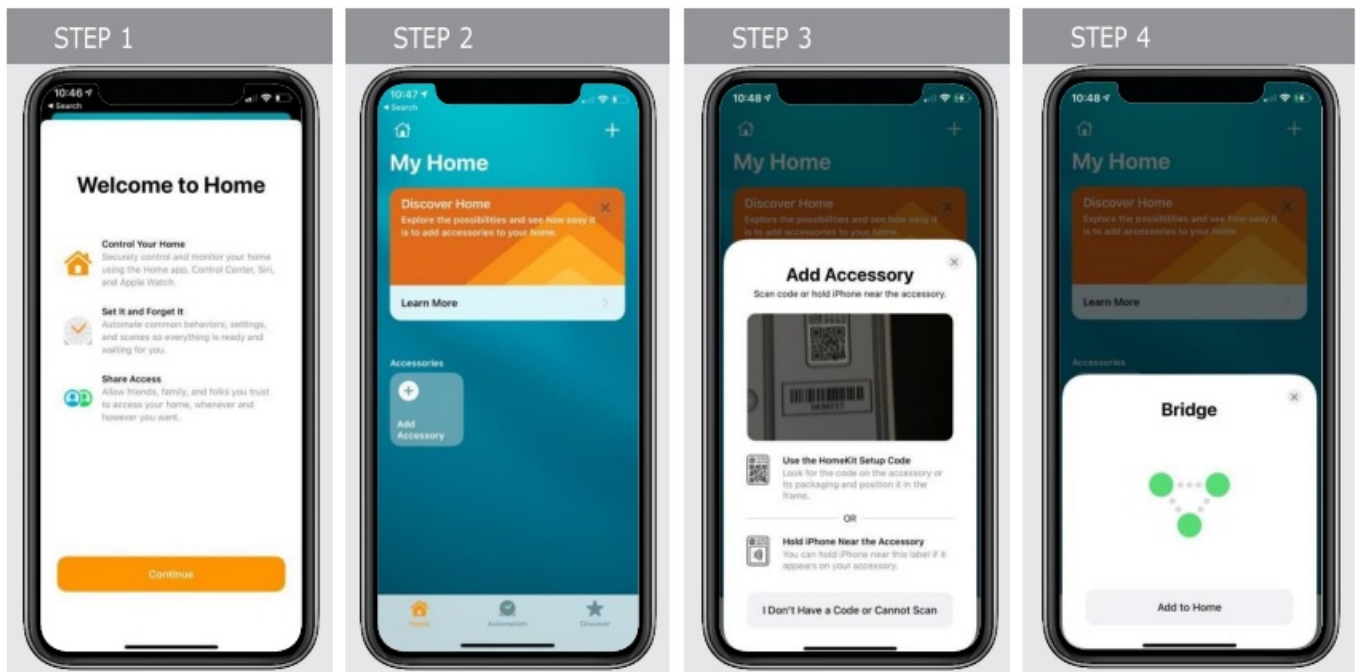 STEP 1
10:46
Search
Welcome to Home
Control Your Home
Securely control and monitor your home
using the Home app, Control Center, Siri,
and Apple Watch.
Set It and Forget It
Automate common behaviors, settings,
and scenes so everything is ready and
waiting for you.
Share Access
Allow friends, family, and folks you trust
to access your home, whenever and
however you want.
Continue
STEP 2
10:47
Search
My Home
Discover Home
Explore the possibilities and see how easy it
is to add accessories to your home.
Learn More
Accessories
Add
Accessory
Home
Automation
Discover
STEP 3
10:48
My Home
Discover Home
Explore the possibilities and see how easy it
is to add accessories to your home.
Add Accessory
Scan code or hold iPhone near the accessory.
Use the HomeKit Setup Code
Look for the code on the accessory or
its packaging and position it in the
frame.
OR
Hold iPhone Near the Accessory
You can hold iPhone near this label if it
appears on your accessory.
I Don't Have a Code or Cannot Scan
STEP 4
10:48
My Home
Discover Home
Explore the possibilities and see how easy it
is to add accessories to your home.
Learn More
Accessories
Bridge
Add to Home